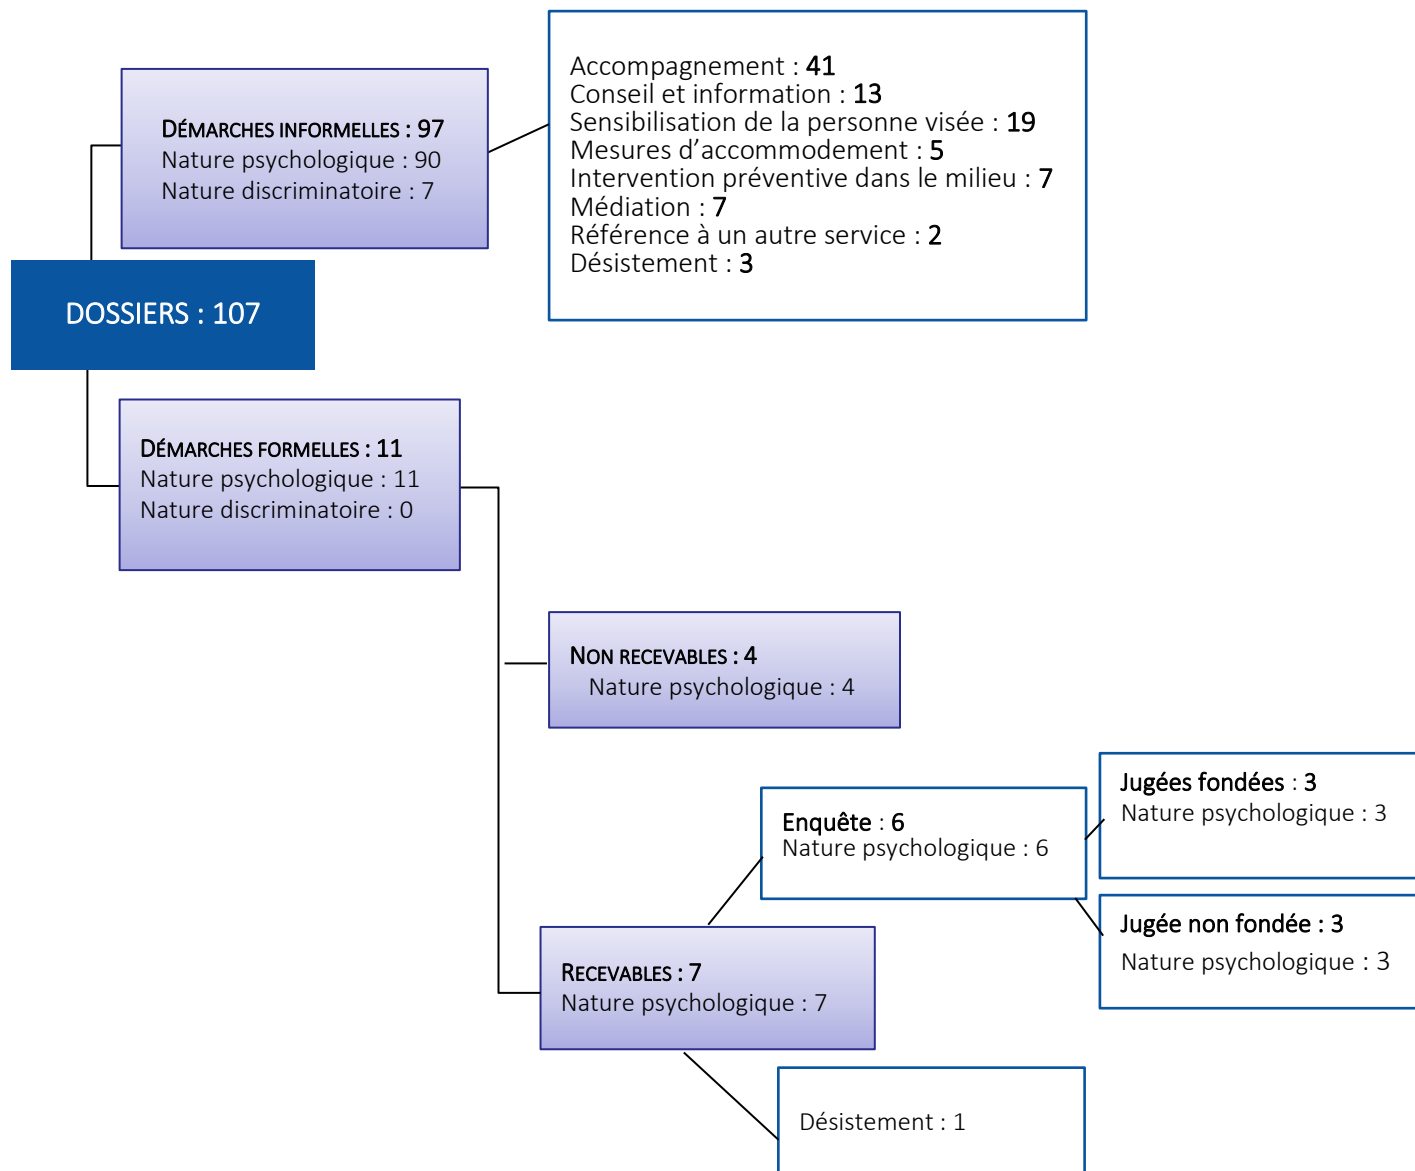 Accompagnement : 41
Conseil et information : 13
Sensibilisation de la personne visée : 19
Mesures d’accommodement : 5
Intervention préventive dans le milieu : 7
Médiation : 7
Référence à un autre service : 2
Désistement : 3
DÉMARCHES INFORMELLES : 97
Nature psychologique : 90
Nature discriminatoire : 7
DOSSIERS : 107
DÉMARCHES FORMELLES : 11
Nature psychologique : 11
Nature discriminatoire : 0
NON RECEVABLES : 4
Nature psychologique : 4
RECEVABLES : 7
Nature psychologique : 7
Enquête : 6
Nature psychologique : 6
Jugées fondées : 3
Nature psychologique : 3
Jugée non fondée : 3
Nature psychologique : 3
Désistement : 1